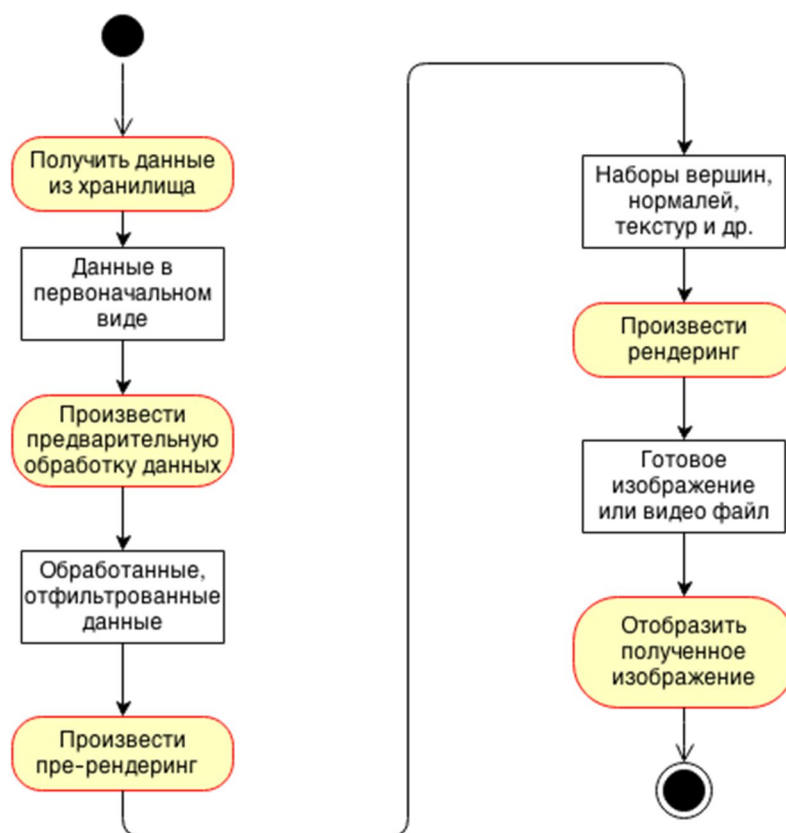 Получить данные
из хранилища
Данные в
первоначальном
виде
Произвести
предварительную
обработку данных
Обработанные,
отфильтрованные
данные
Произвести
пре-рендеринг
Наборы вершин,
нормалей,
текстур и др.
Произвести
рендеринг
Готовое
изображение
или видео файл
Отобразить
полученное
изображение